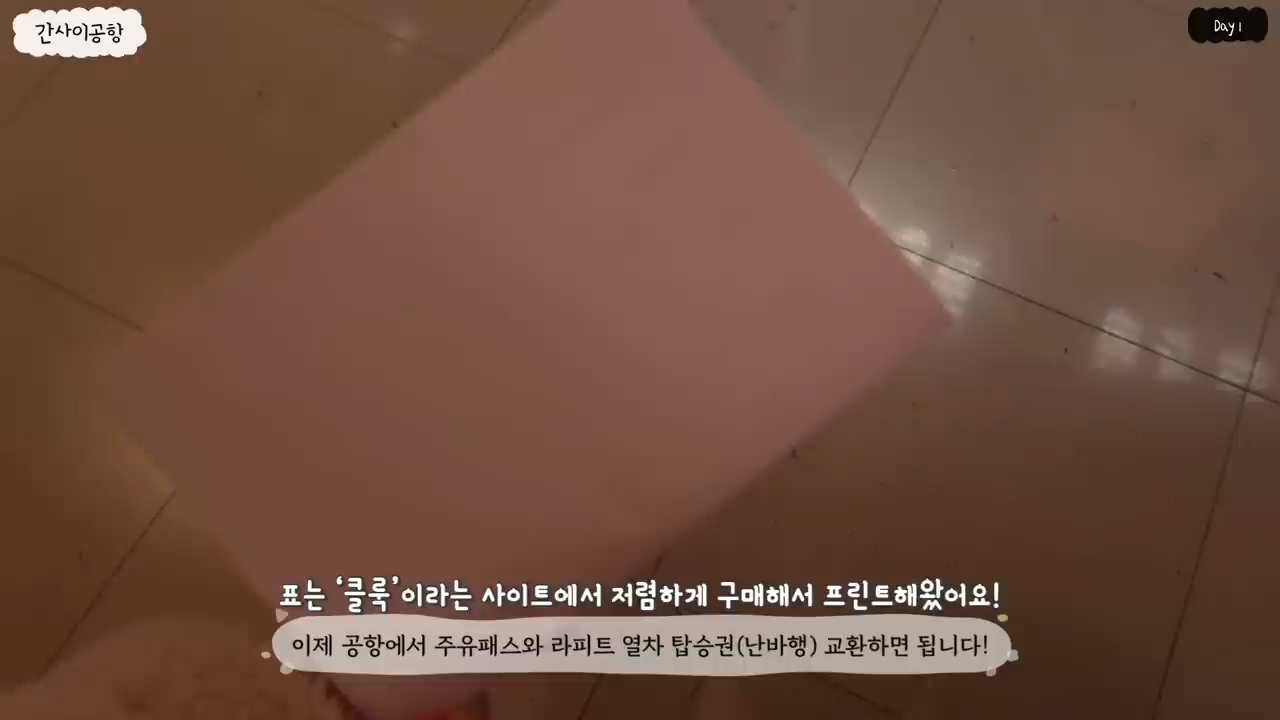 간사이공항
Day 1
표는 ‘클룩’이라는 사이트에서 저렴하게 구매해서 프린트해왔어요!
이제 공항에서 주유패스와 라피트 열차 탑승권(난바행) 교환하면 됩니다!